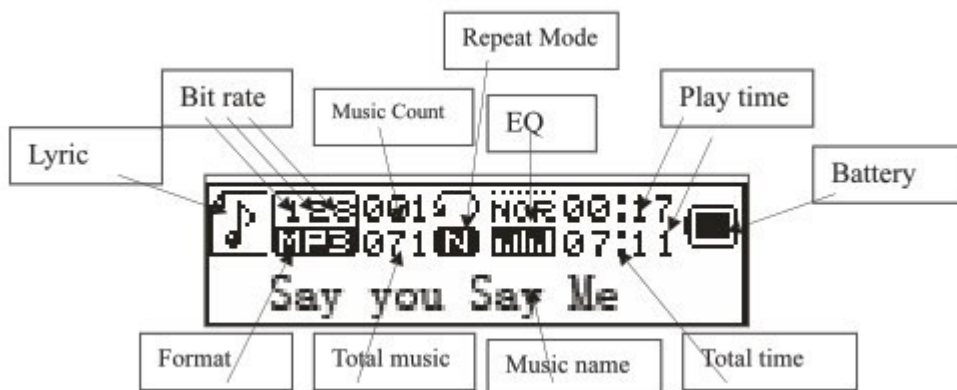 Repeat Mode
Bit rate
Music Count
EQ
Play time
Lyric
Battery
128 001 NOR 00:17
MP3 071 N 07:11
Say you Say Me
Format
Total music
Music name
Total time